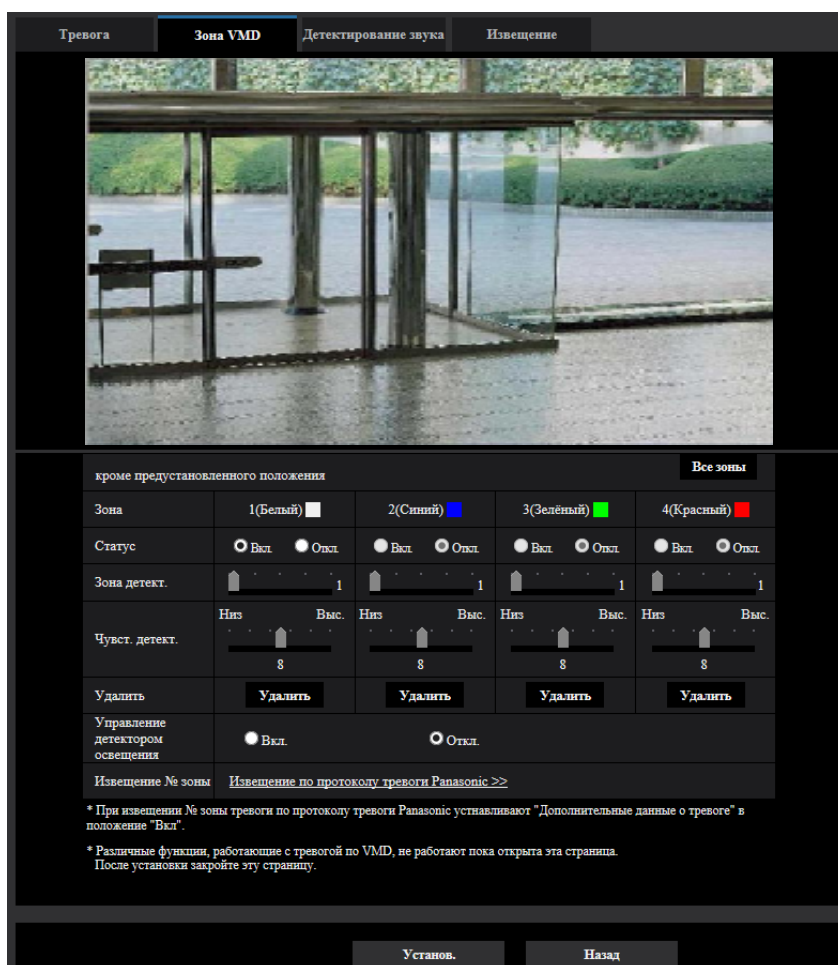 Тревога Зона VMD Детектирование звука Извещение
кроме предустановленного положения Все зоны
Зона 1(Белый) 2(Синий) 3(Зелёный) 4(Красный)
Статус Вкл. Откл. Вкл. Откл. Вкл. Откл. Вкл. Откл.
Зона детект. 1 1 1 1
Низ Выс. Низ Выс. Низ Выс. Низ Выс.
Чувст. детект.
8 8 8 8
Удалить Удалить Удалить Удалить Удалить
Управление
детектором
освещения
Вкл. Откл.
Извещение № зоны Извещение по протоколу тревоги Panasonic >>
* При извещении № зоны тревоги по протоколу тревоги Panasonic устнавливают "Дополнительные данные о тревоге" в
положение "Вкл".
* Различные функции, работающие с тревогой по VMD, не работают пока открыта эта страница.
После установки закройте эту страницу.
Установ. Назад